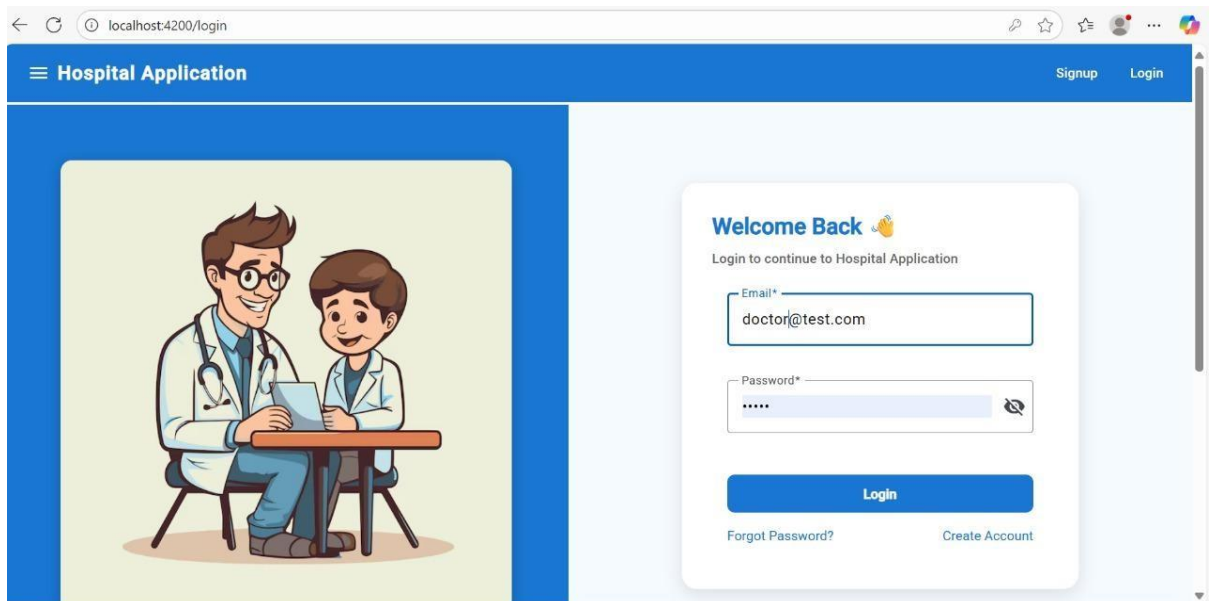 localhost:4200/login
Hospital Application
Signup Login
Welcome Back 👋
Login to continue to Hospital Application
Email*
doctor@test.com
Password*
•••••
Login
Forgot Password? Create Account